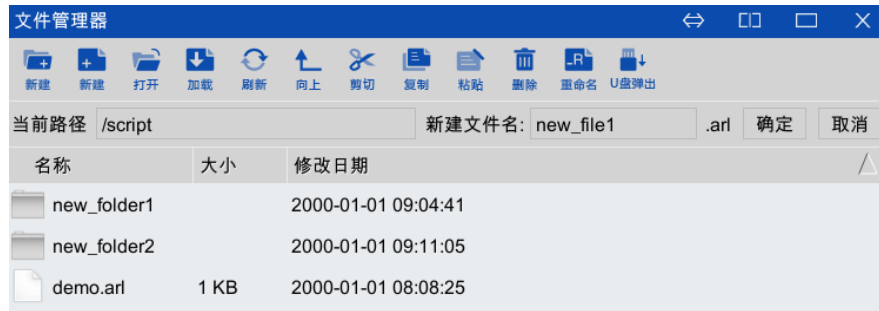 文件管理器
新建 新建 打开 加载 刷新 向上 剪切 复制 粘贴 删除 重命名 U盘弹出
当前路径 /script 新建文件名: new_file1 .arl 确定 取消
名称 大小 修改日期
new_folder1 2000-01-01 09:04:41
new_folder2 2000-01-01 09:11:05
demo.arl 1 KB 2000-01-01 08:08:25